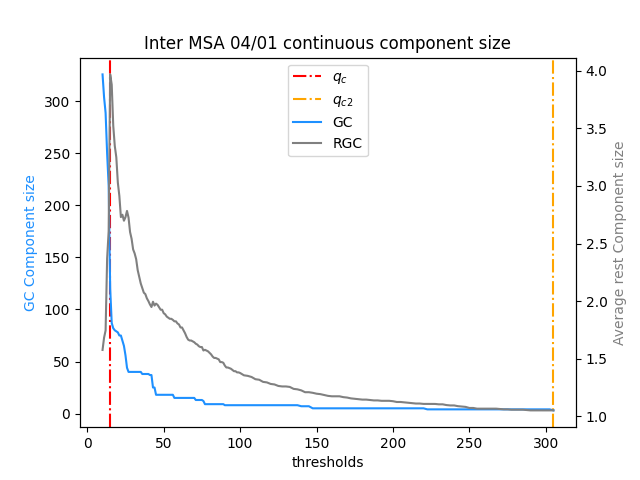 Inter MSA 04/01 continuous component size
q_c
q_c2
GC
RGC
GC Component size
300
250
200
150
100
50
0
Average rest Component size
4.0
3.5
3.0
2.5
2.0
1.5
1.0
0 50 100 150 200 250 300
thresholds